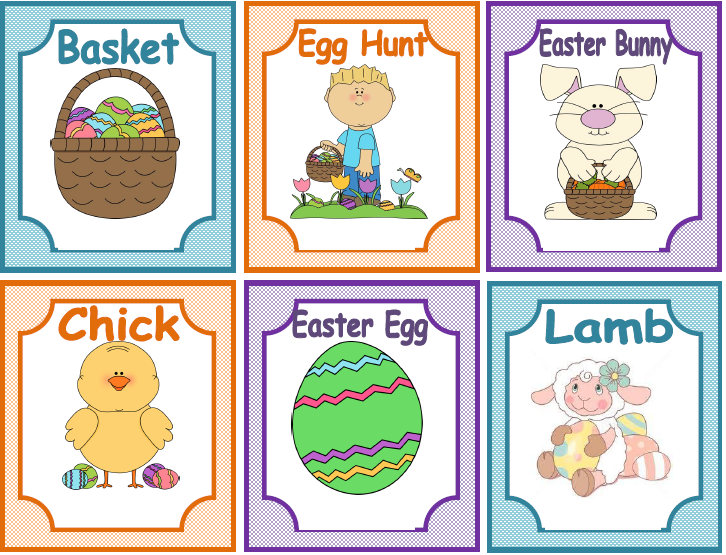 Basket
Egg Hunt
Easter Bunny
Chick
Easter Egg
Lamb